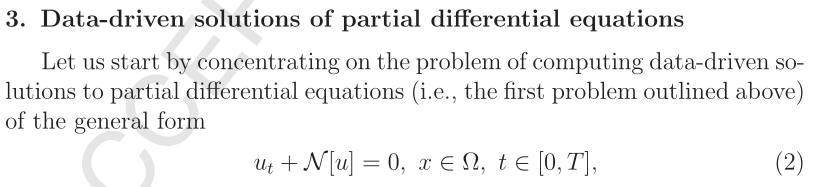 3. Data-driven solutions of partial differential equations
Let us start by concentrating on the problem of computing data-driven so-
lutions to partial differential equations (i.e., the first problem outlined above)
of the general form
u_t + 𝒩[u] = 0, x ∈ Ω, t ∈ [0, T], (2)